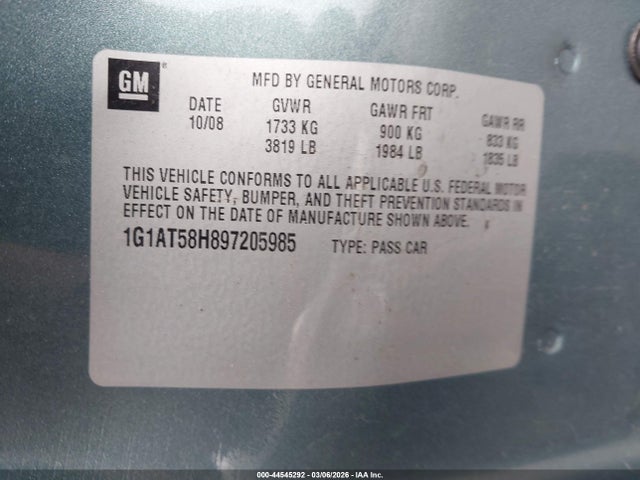 GM ®
MFD BY GENERAL MOTORS CORP.
DATE GVWR GAWR FRT GAWR RR
10/08 1733 KG 900 KG 833 KG
3819 LB 1984 LB 1835 LB
THIS VEHICLE CONFORMS TO ALL APPLICABLE U.S. FEDERAL MOTOR
VEHICLE SAFETY, BUMPER, AND THEFT PREVENTION STANDARDS IN
EFFECT ON THE DATE OF MANUFACTURE SHOWN ABOVE.
1G1AT58H897205985 TYPE: PASS CAR
000-44545292 - 03/06/2026 - IAA Inc.